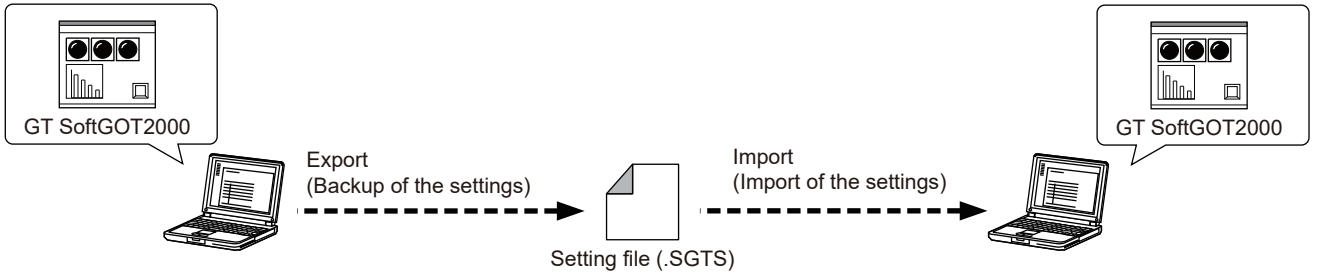 GT SoftGOT2000
GT SoftGOT2000
Export
(Backup of the settings)
Import
(Import of the settings)
Setting file (.SGTS)